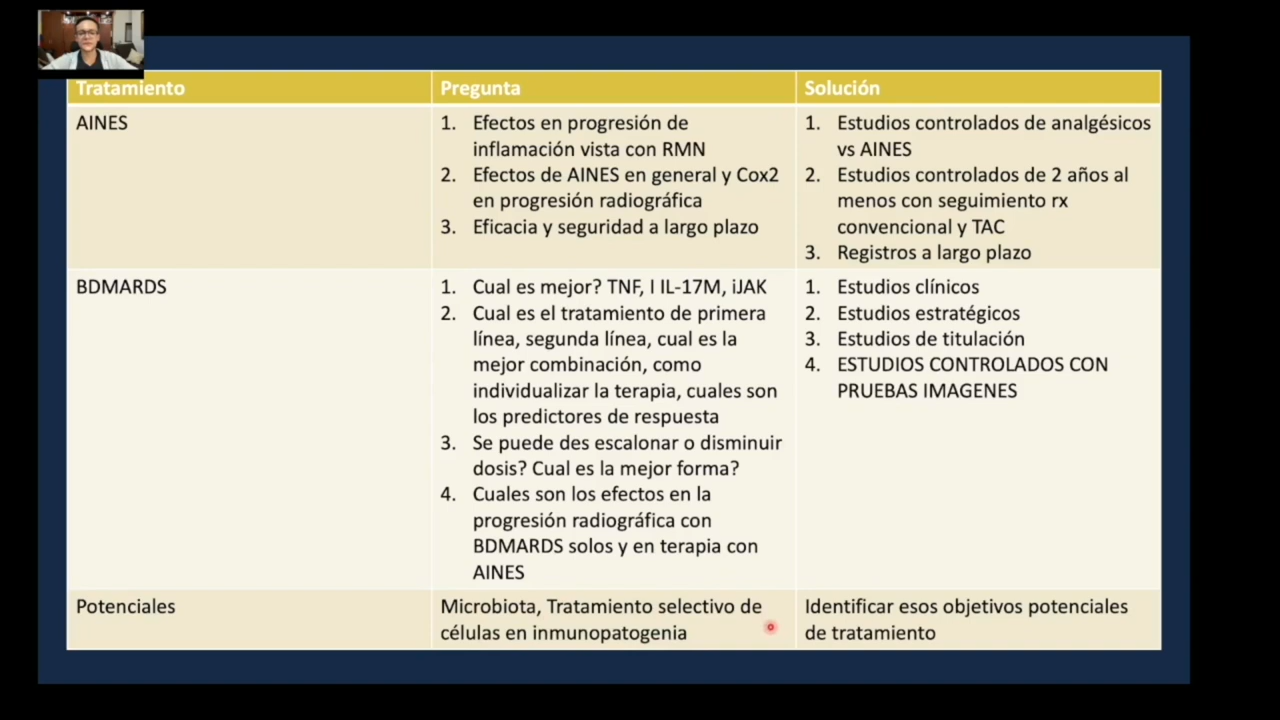 Tratamiento
Pregunta
Solución
AINES
1. Efectos en progresión de
inflamación vista con RMN
2. Efectos de AINES en general y Cox2
en progresión radiográfica
3. Eficacia y seguridad a largo plazo
1. Estudios controlados de analgésicos
vs AINES
2. Estudios controlados de 2 años al
menos con seguimiento rx
convencional y TAC
3. Registros a largo plazo
BDMARDS
1. Cual es mejor? TNF, I IL-17M, iJAK
2. Cual es el tratamiento de primera
línea, segunda línea, cual es la
mejor combinación, como
individualizar la terapia, cuales son
los predictores de respuesta
3. Se puede des escalonar o disminuir
dosis? Cual es la mejor forma?
4. Cuales son los efectos en la
progresión radiográfica con
BDMARDS solos y en terapia con
AINES
1. Estudios clínicos
2. Estudios estratégicos
3. Estudios de titulación
4. ESTUDIOS CONTROLADOS CON
PRUEBAS IMAGENES
Potenciales
Microbiota, Tratamiento selectivo de
células en inmunopatogenia
Identificar esos objetivos potenciales
de tratamiento